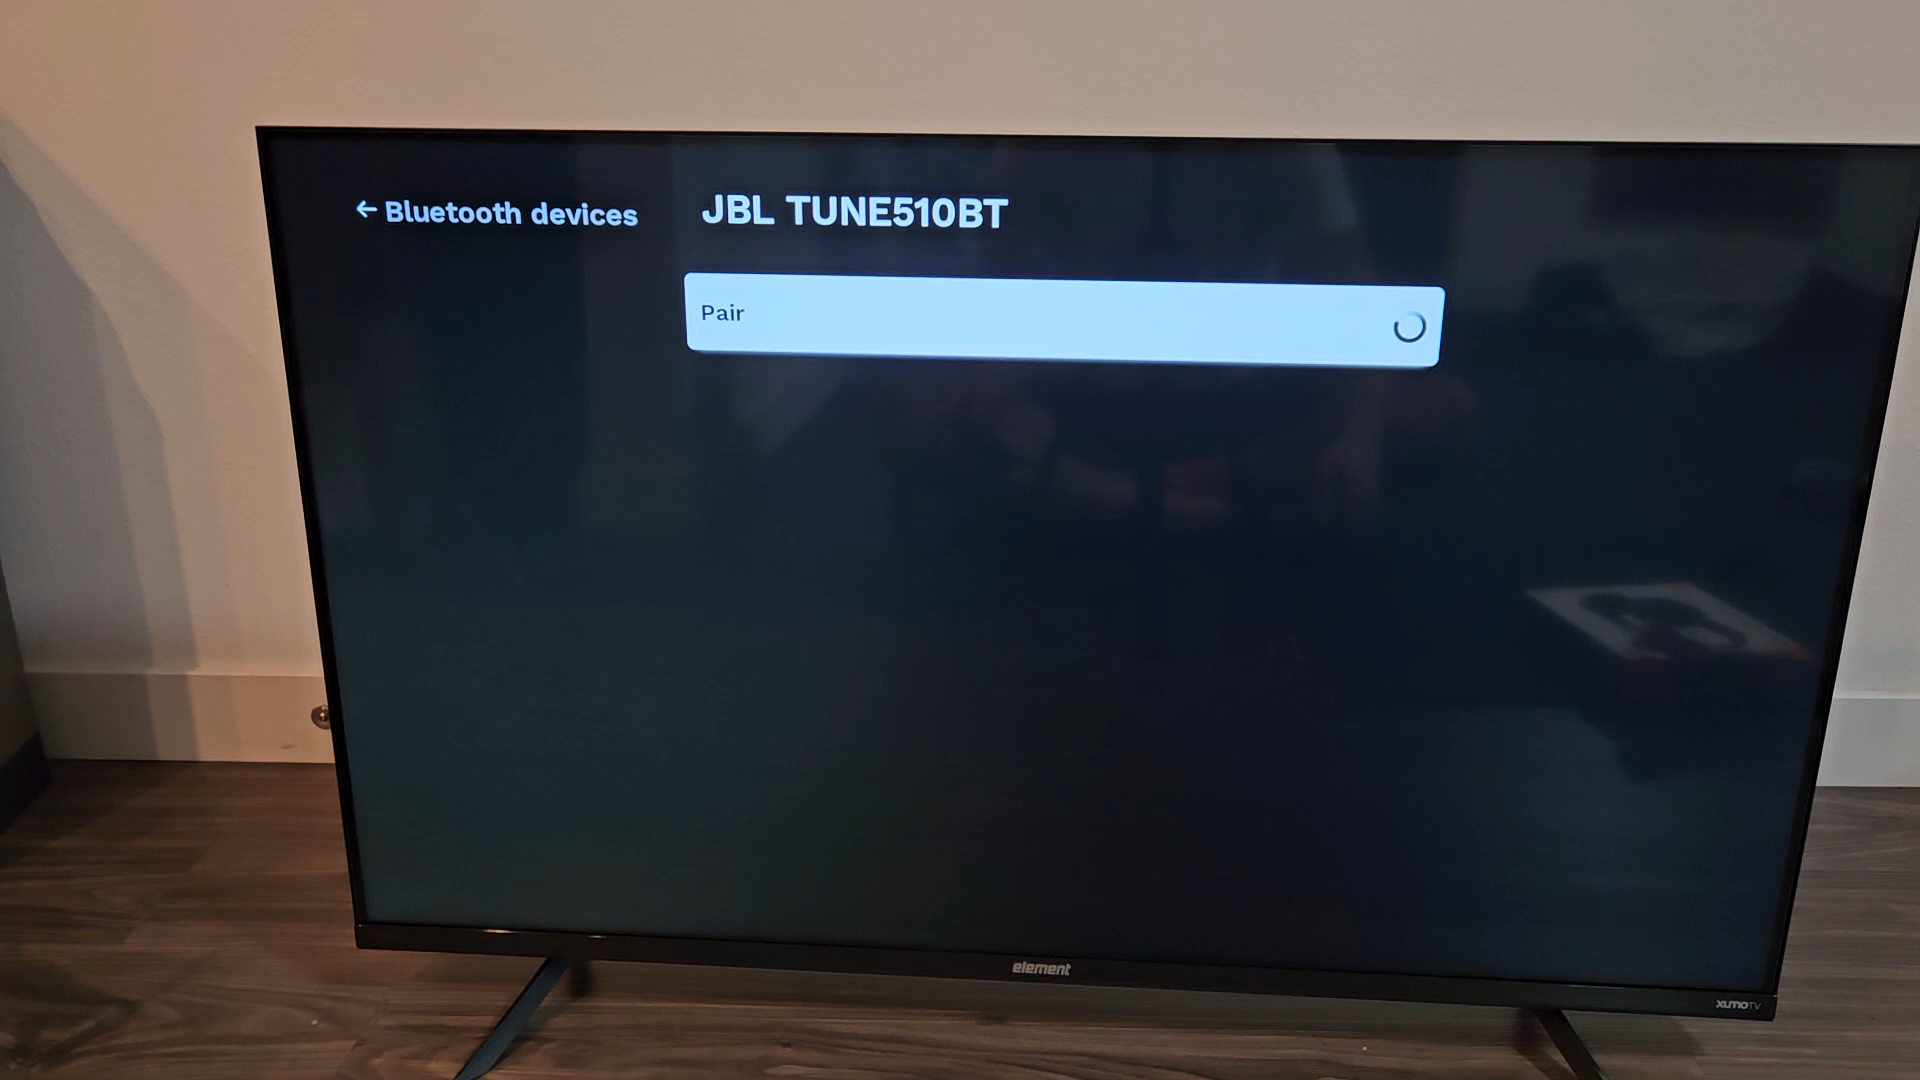 ← Bluetooth devices
JBL TUNE510BT
Pair
element
XUMOTV